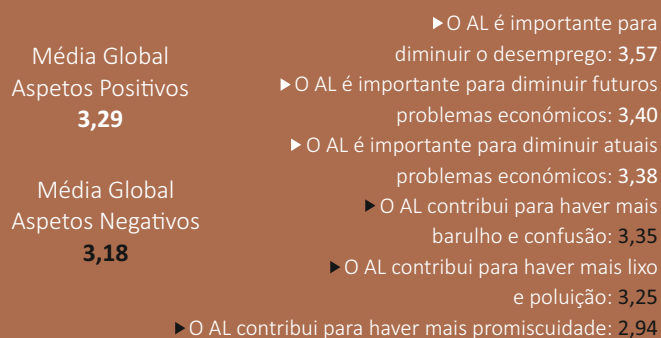 Média Global
Aspetos Positivos
3,29
Média Global
Aspetos Negativos
3,18
▶O AL é importante para
diminuir o desemprego: 3,57
▶O AL é importante para diminuir futuros
problemas económicos: 3,40
▶O AL é importante para diminuir atuais
problemas económicos: 3,38
▶O AL contribui para haver mais
barulho e confusão: 3,35
▶O AL contribui para haver mais lixo
e poluição: 3,25
▶O AL contribui para haver mais promiscuidade: 2,94